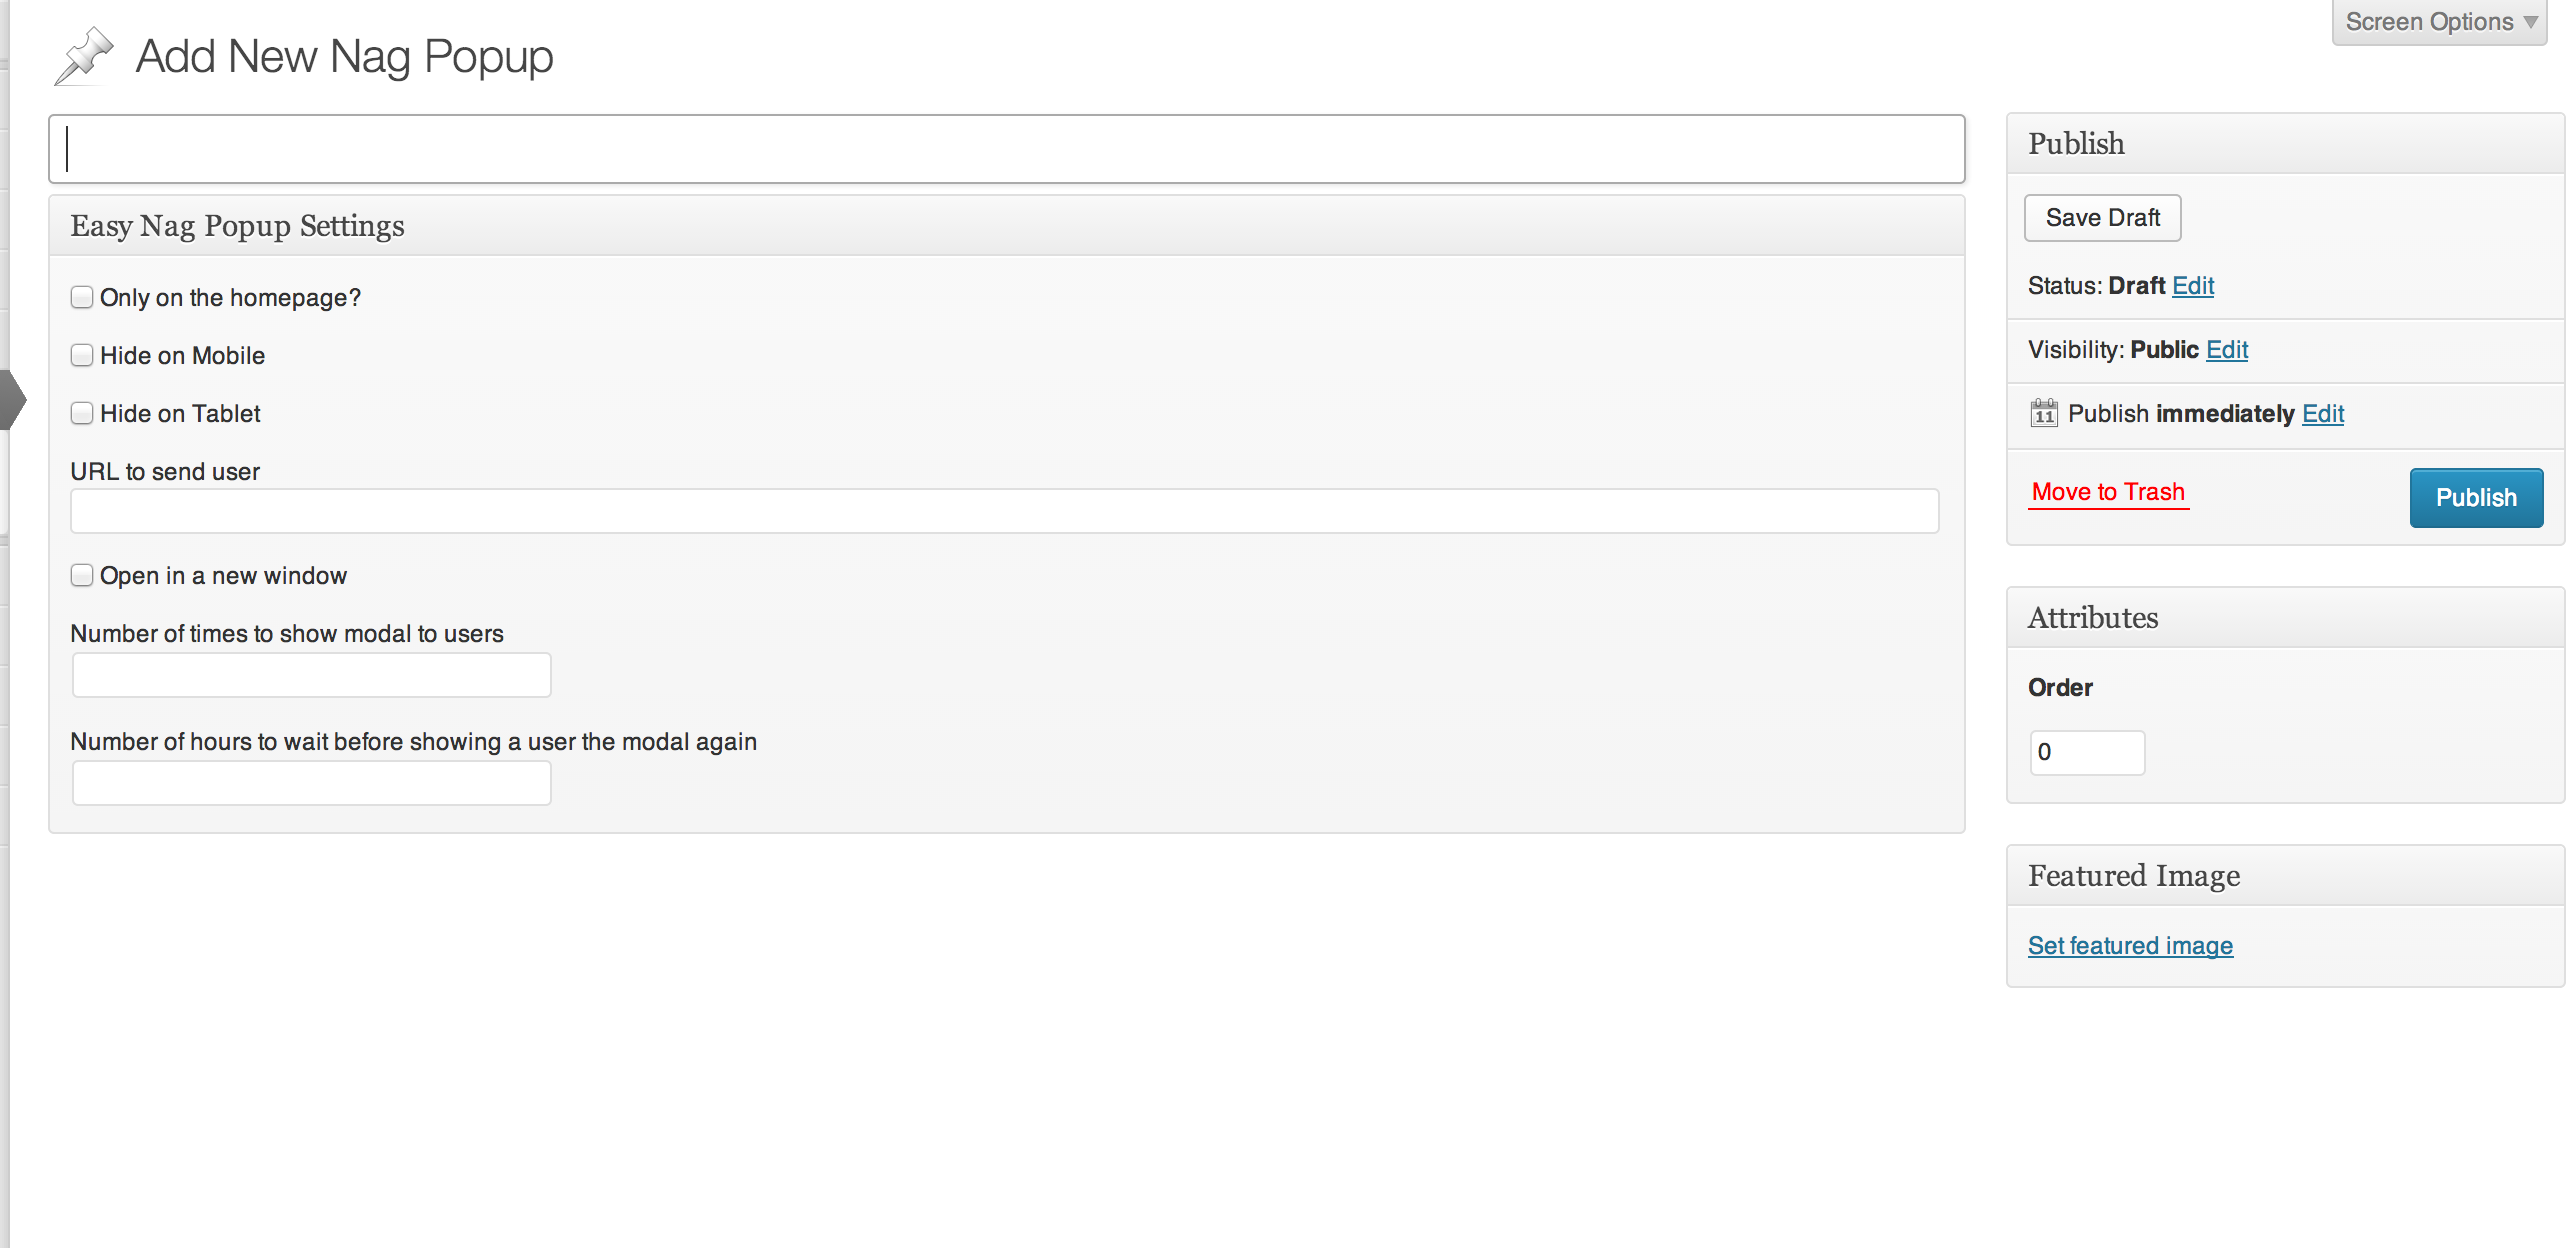 Screen Options
Add New Nag Popup
Easy Nag Popup Settings
Only on the homepage?
Hide on Mobile
Hide on Tablet
URL to send user
Open in a new window
Number of times to show modal to users
Number of hours to wait before showing a user the modal again
Publish
Save Draft
Status: Draft Edit
Visibility: Public Edit
11 Publish immediately Edit
Move to Trash
Publish
Attributes
Order
0
Featured Image
Set featured image